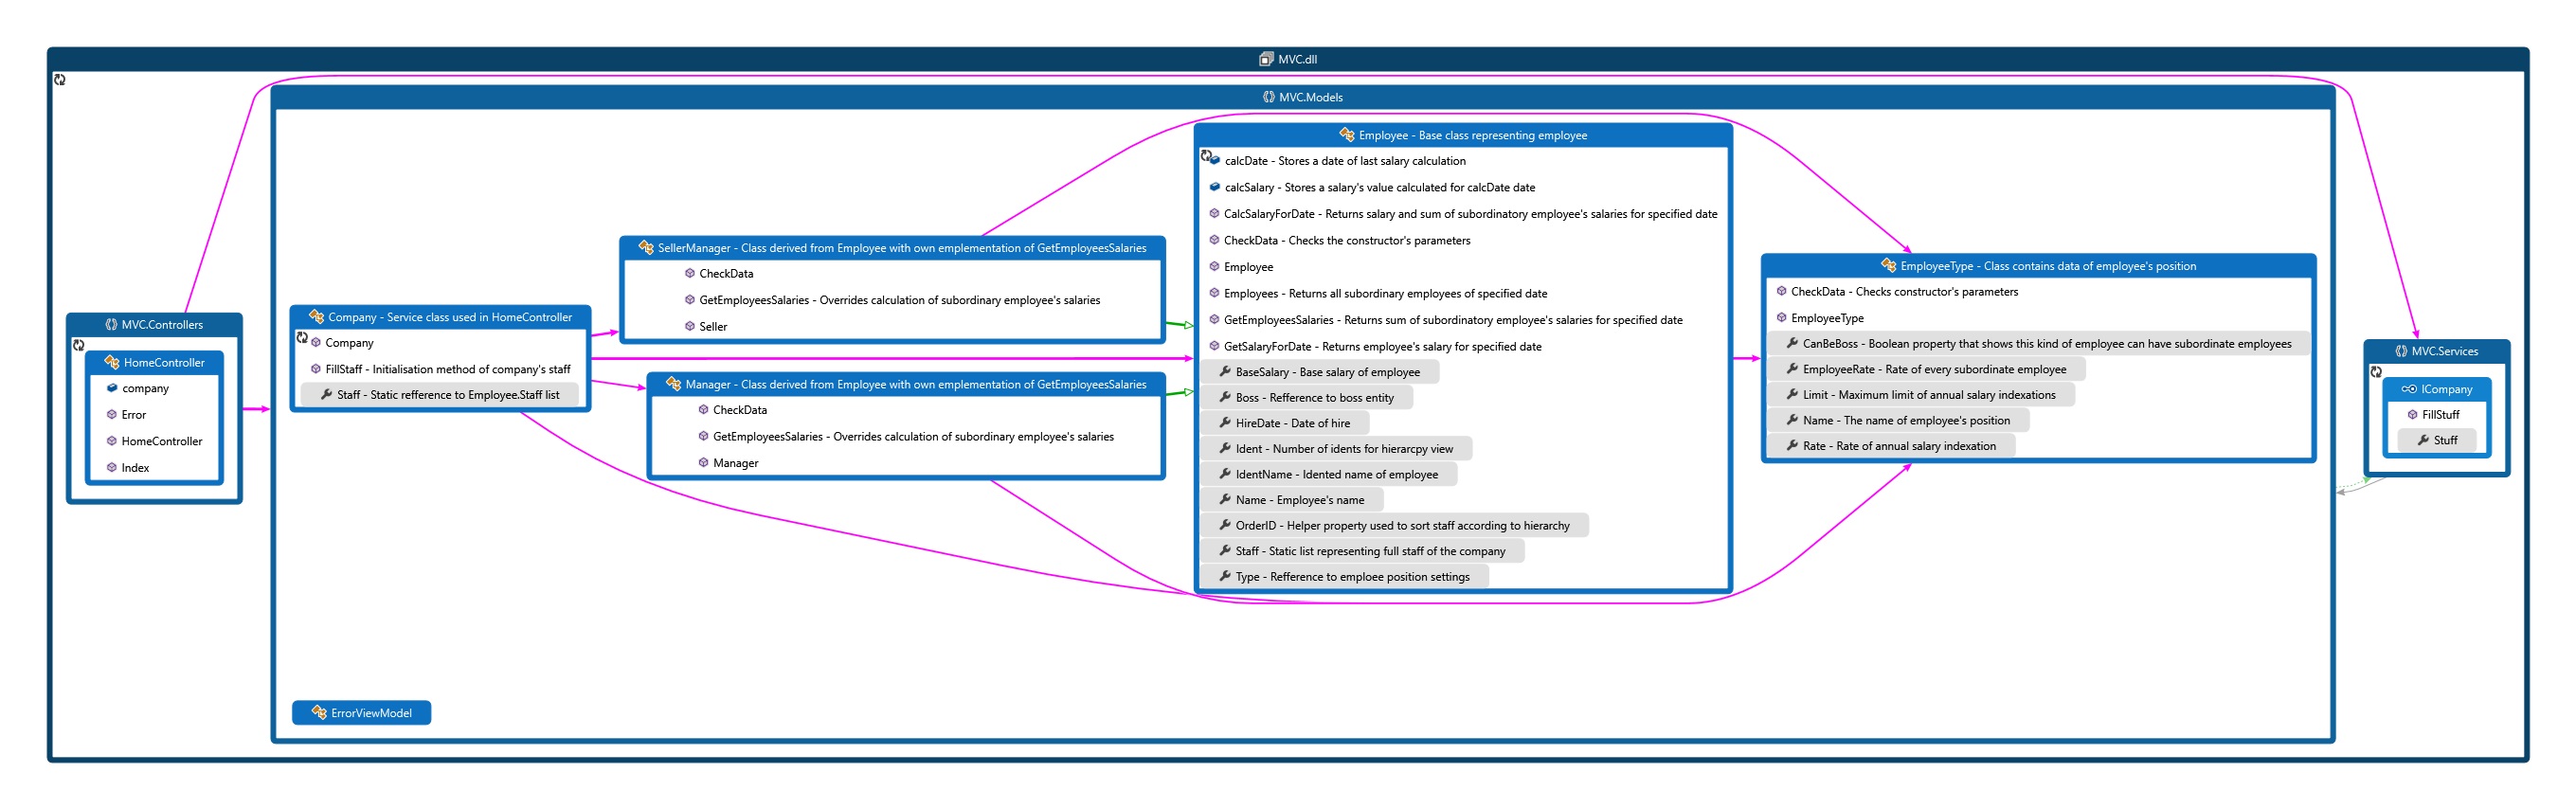 MVC.dll
MVC.Controllers
HomeController
company
Error
HomeController
Index
MVC.Models
Company - Service class used in HomeController
Company
FillStaff - Initialisation method of company's staff
Staff - Static refference to Employee.Staff list
SellerManager - Class derived from Employee with own emplementation of GetEmployeesSalaries
CheckData
GetEmployeesSalaries - Overrides calculation of subordinary employee's salaries
Seller
Manager - Class derived from Employee with own emplementation of GetEmployeesSalaries
CheckData
GetEmployeesSalaries - Overrides calculation of subordinary employee's salaries
Manager
Employee - Base class representing employee
calcDate - Stores a date of last salary calculation
calcSalary - Stores a salary's value calculated for calcDate date
CalcSalaryForDate - Returns salary and sum of subordinatory employee's salaries for specified date
CheckData - Checks the constructor's parameters
Employee
Employees - Returns all subordinary employees of specified date
GetEmployeesSalaries - Returns sum of subordinatory employee's salaries for specified date
GetSalaryForDate - Returns employee's salary for specified date
BaseSalary - Base salary of employee
Boss - Refference to boss entity
HireDate - Date of hire
Ident - Number of idents for hierarcpy view
IdentName - Idented name of employee
Name - Employee's name
OrderID - Helper property used to sort staff according to hierarchy
Staff - Static list representing full staff of the company
Type - Refference to emploee position settings
EmployeeType - Class contains data of employee's position
CheckData - Checks constructor's parameters
EmployeeType
CanBeBoss - Boolean property that shows this kind of employee can have subordinate employees
EmployeeRate - Rate of every subordinate employee
Limit - Maximum limit of annual salary indexations
Name - The name of employee's position
Rate - Rate of annual salary indexation
ErrorViewModel
MVC.Services
ICompany
FillStuff
Stuff